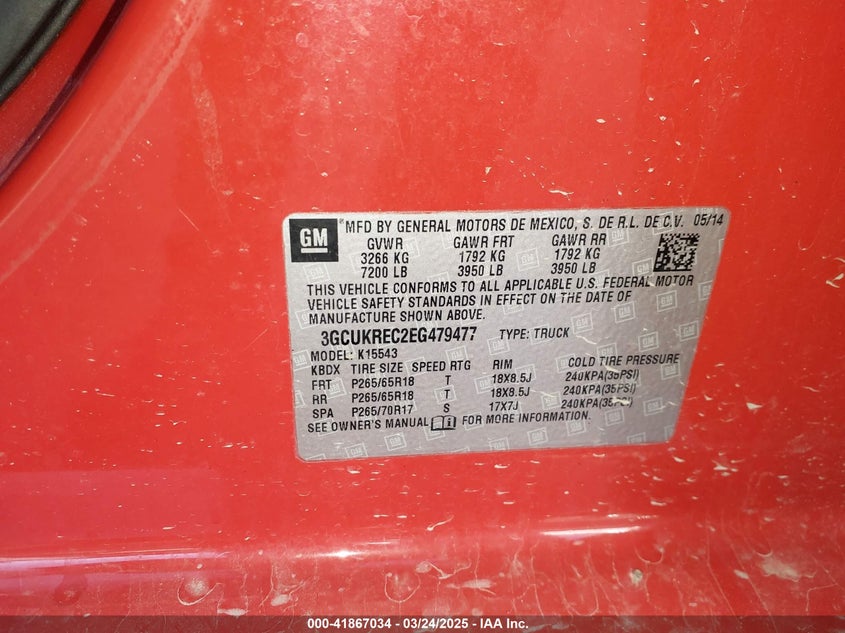 GM
MFD BY GENERAL MOTORS DE MEXICO, S. DE R.L. DE C.V. 05/14
GVWR GAWR FRT GAWR RR
3266 KG 1792 KG 1792 KG
7200 LB 3950 LB 3950 LB
THIS VEHICLE CONFORMS TO ALL APPLICABLE U.S. FEDERAL MOTOR
VEHICLE SAFETY STANDARDS IN EFFECT ON THE DATE OF
MANUFACTURE SHOWN ABOVE.
3GCUKREC2EG479477 TYPE: TRUCK
MODEL: K15543
KBDX TIRE SIZE SPEED RTG RIM COLD TIRE PRESSURE
FRT P265/65R18 T 18X8.5J 240KPA(35PSI)
RR P265/65R18 T 18X8.5J 240KPA(35PSI)
SPA P265/70R17 S 17X7J 240KPA(35PSI)
SEE OWNER'S MANUAL FOR MORE INFORMATION.
000-41867034 — 03/24/2025 — IAA Inc.